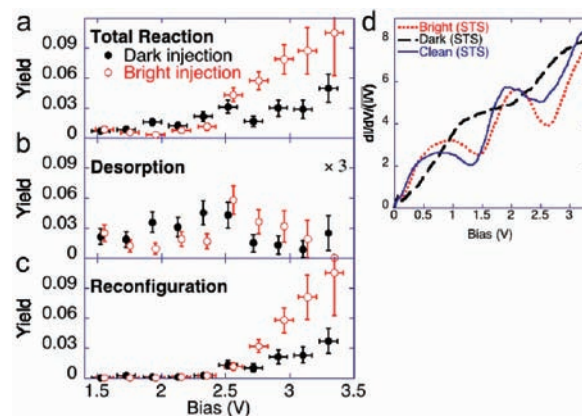 a
Total Reaction
Dark injection
Bright injection
0.09
0.06
0.03
0
Yield
b
Desorption
× 3
0.09
0.06
0.03
0
Yield
c
Reconfiguration
0.09
0.06
0.03
0
Yield
1.5 2 2.5 3 3.5
Bias (V)
d
Bright (STS)
Dark (STS)
Clean (STS)
8
6
4
2
0
dI/dV/(I/V)
0 0.5 1 1.5 2 2.5 3
Bias (V)